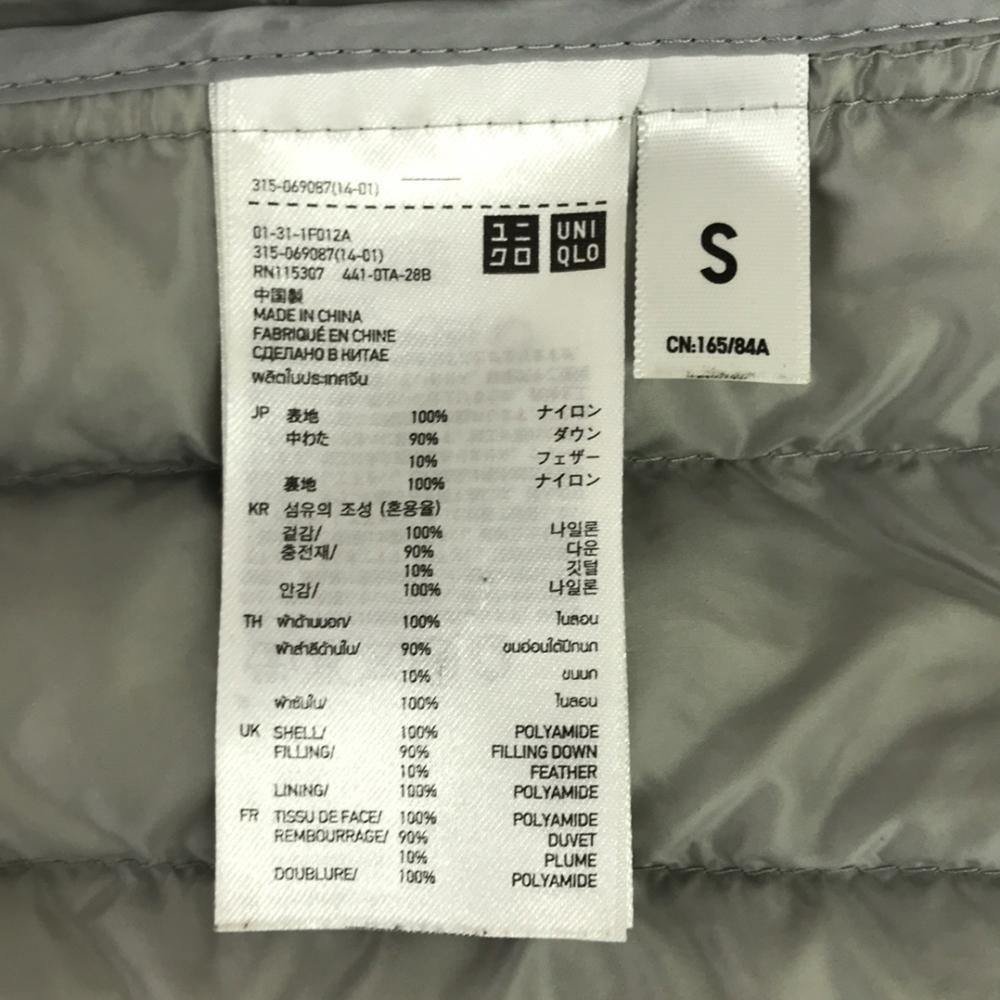 315-069087(14-01)
01-31-1F012A
315-069087(14-01)
RN115307 441-0TA-28B
ユニ
クロ
UNI
QLO
中国製
MADE IN CHINA
FABRIQUÉ EN CHINE
СДЕЛАНО В КИТАЕ
ผลิตในประเทศจีน
JP 表地 100% ナイロン
中わた 90% ダウン
10% フェザー
裏地 100% ナイロン
KR 섬유의 조성 (혼용율)
겉감/ 100% 나일론
충전재/ 90% 다운
10% 깃털
안감/ 100% 나일론
TH ผ้าด้านนอก/ 100% ไนลอน
ผ้าสำลีด้านใน/ 90% ขนอ่อนใต้ปีกนก
10% ขนนก
ผ้าซับใน/ 100% ไนลอน
UK SHELL/ 100% POLYAMIDE
FILLING/ 90% FILLING DOWN
10% FEATHER
LINING/ 100% POLYAMIDE
FR TISSU DE FACE/ 100% POLYAMIDE
REMBOURRAGE/ 90% DUVET
10% PLUME
DOUBLURE/ 100% POLYAMIDE
S
CN:165/84A